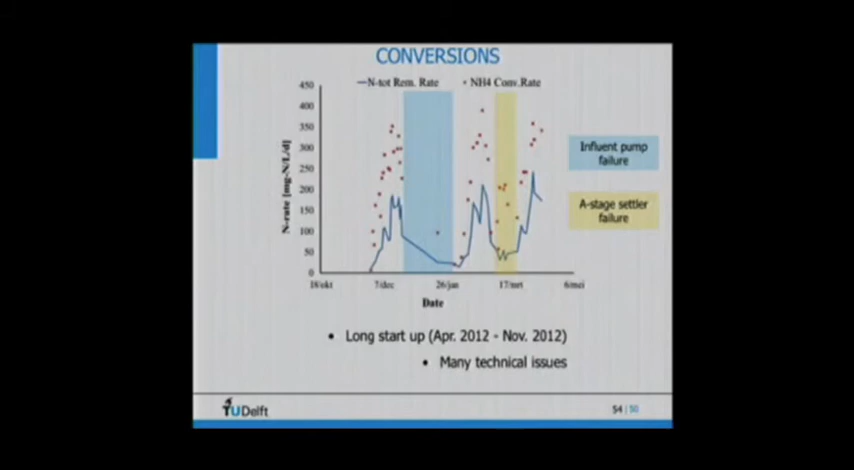 CONVERSIONS
N-tot Rem. Rate
NH4 Conv.Rate
N-rate [mg-N/L/d]
450
400
350
300
250
200
150
100
50
0
18/okt
7/dec
26/jan
17/mrt
6/mei
Date
Influent pump
failure
A-stage settler
failure
• Long start up (Apr. 2012 - Nov. 2012)
• Many technical issues
TUDelft
54 | 50